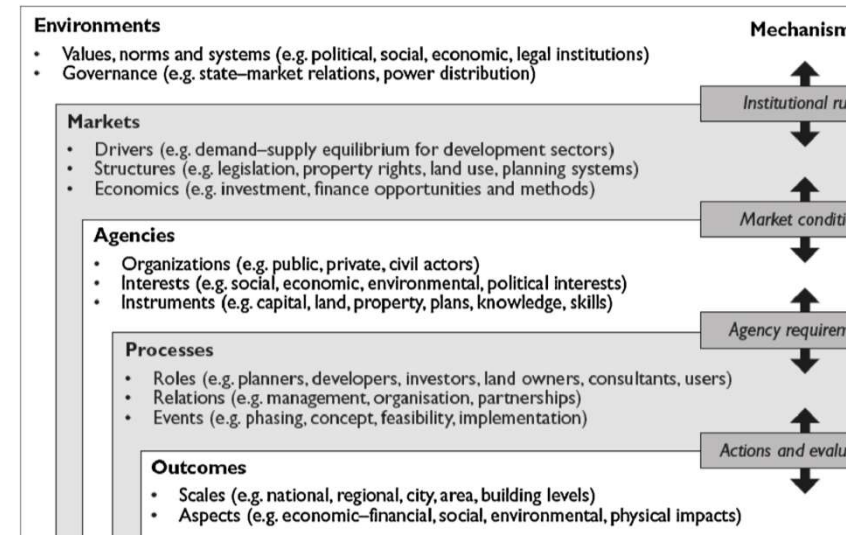 Environments
• Values, norms and systems (e.g. political, social, economic, legal institutions)
• Governance (e.g. state–market relations, power distribution)
Mechanism
Institutional ru
Markets
• Drivers (e.g. demand–supply equilibrium for development sectors)
• Structures (e.g. legislation, property rights, land use, planning systems)
• Economics (e.g. investment, finance opportunities and methods)
Market conditi
Agencies
• Organizations (e.g. public, private, civil actors)
• Interests (e.g. social, economic, environmental, political interests)
• Instruments (e.g. capital, land, property, plans, knowledge, skills)
Agency requirem
Processes
• Roles (e.g. planners, developers, investors, land owners, consultants, users)
• Relations (e.g. management, organisation, partnerships)
• Events (e.g. phasing, concept, feasibility, implementation)
Actions and evalu
Outcomes
• Scales (e.g. national, regional, city, area, building levels)
• Aspects (e.g. economic–financial, social, environmental, physical impacts)